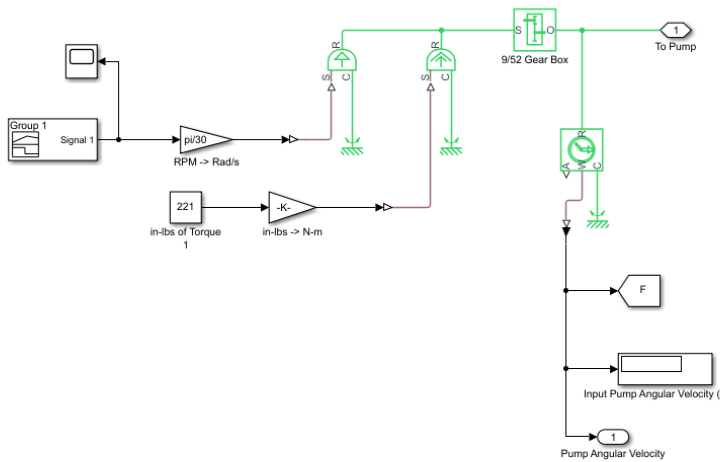 R
R
S
O
1
9/52 Gear Box
To Pump
S
C
S
C
Group 1
Signal 1
pi/30
RPM -> Rad/s
R
A
W
C
221
-K-
in-lbs of Torque
1
in-lbs -> N-m
F
Input Pump Angular Velocity (
1
Pump Angular Velocity